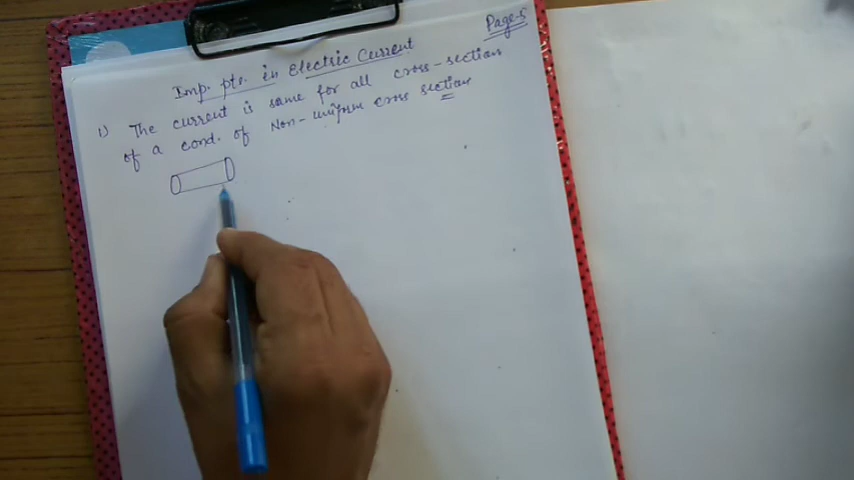 Page-5
Imp. pts. in Electric Current
1) The current is same for all cross-section
of a cond. of Non-uniform cross section